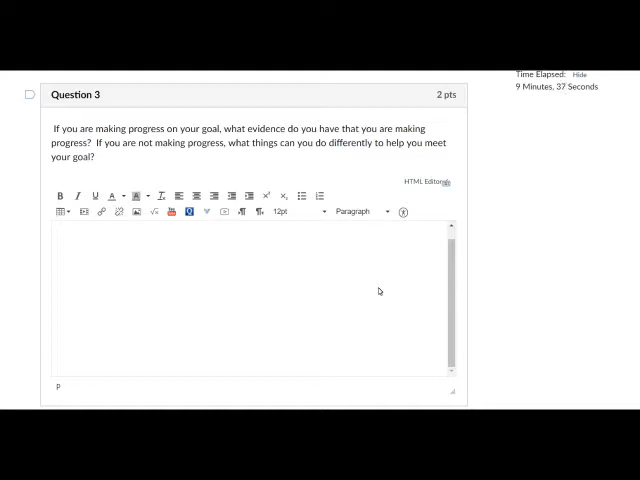 Time Elapsed: Hide
9 Minutes, 37 Seconds
Question 3 2 pts
If you are making progress on your goal, what evidence do you have that you are making
progress? If you are not making progress, what things can you do differently to help you meet
your goal?
HTML Editor
B I U A A
12pt Paragraph
p